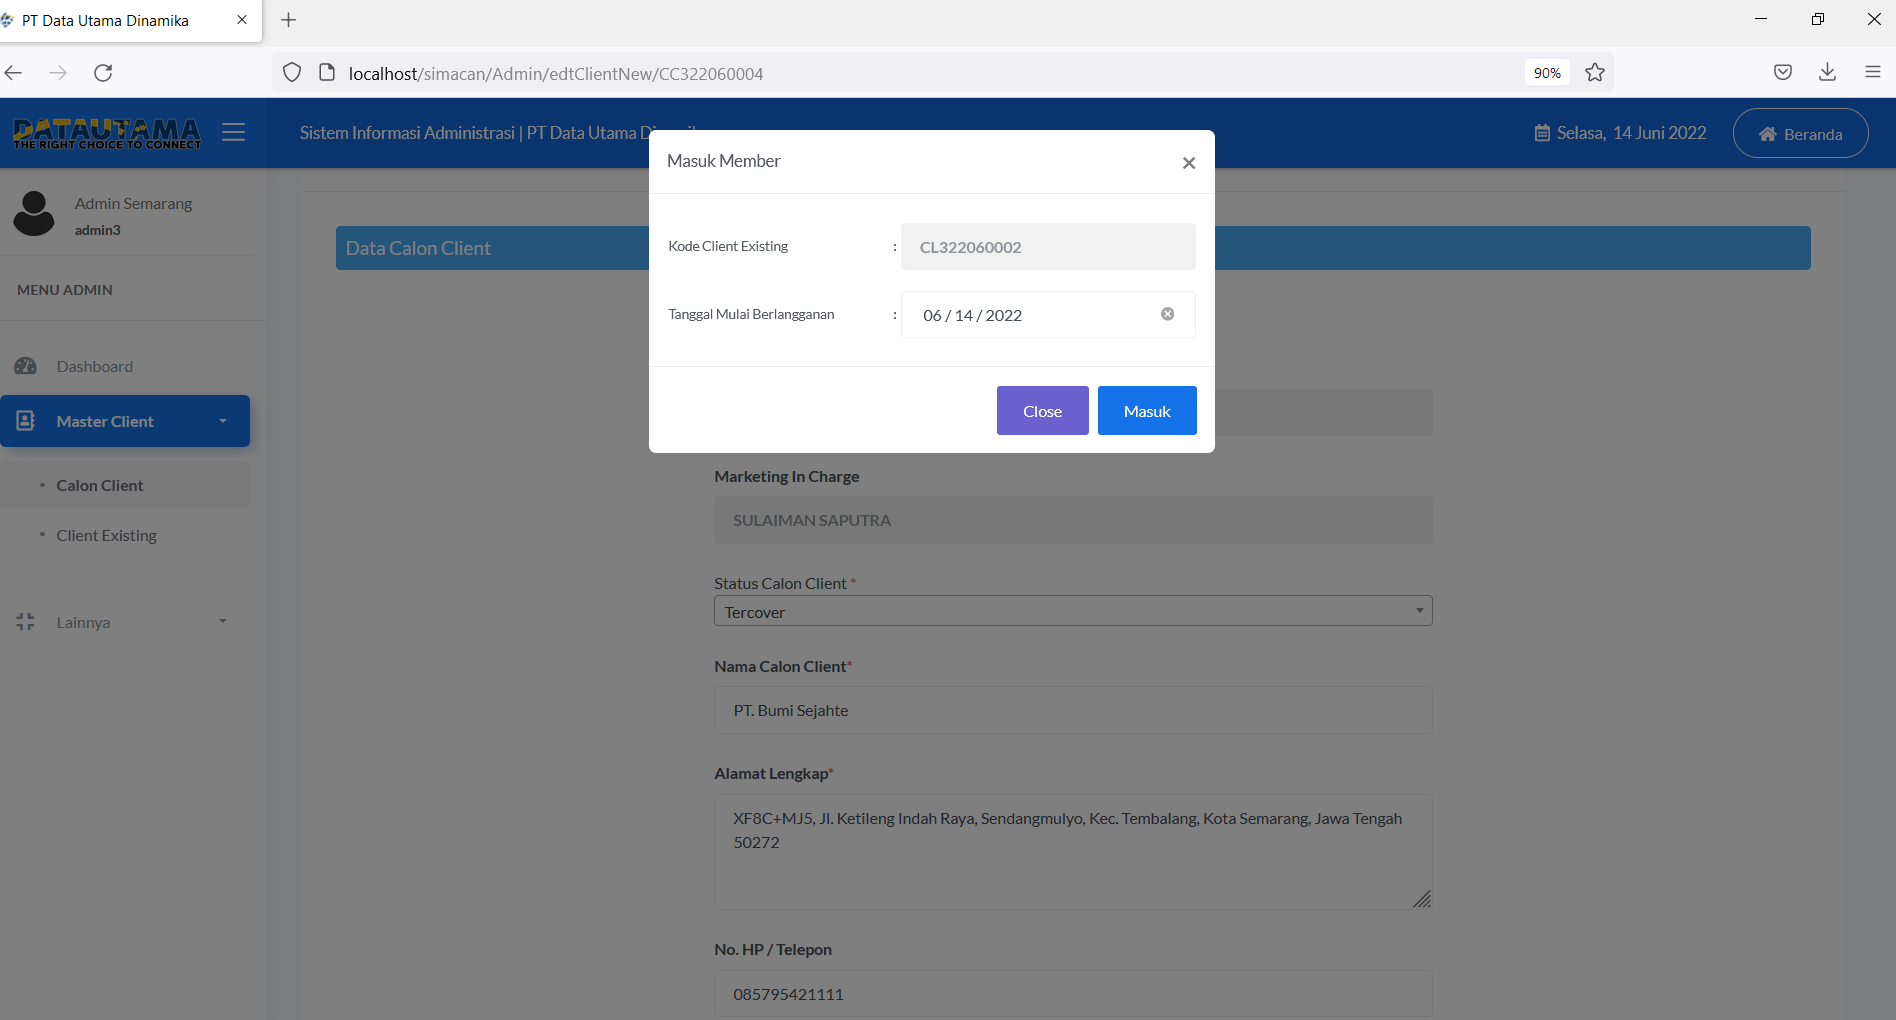 PT Data Utama Dinamika
localhost/simacan/Admin/edtClientNew/CC322060004
90%
DATAUTAMA
THE RIGHT CHOICE TO CONNECT
Sistem Informasi Administrasi | PT Data Utama
Selasa, 14 Juni 2022
Beranda
Admin Semarang
admin3
MENU ADMIN
Dashboard
Master Client
Calon Client
Client Existing
Lainnya
Masuk Member
Kode Client Existing : CL322060002
Tanggal Mulai Berlangganan : 06 / 14 / 2022
Close Masuk
Data Calon Client
Marketing In Charge
SULAIMAN SAPUTRA
Status Calon Client *
Tercover
Nama Calon Client*
PT. Bumi Sejahte
Alamat Lengkap*
XF8C+MJ5, Jl. Ketileng Indah Raya, Sendangmulyo, Kec. Tembalang, Kota Semarang, Jawa Tengah
50272
No. HP / Telepon
085795421111